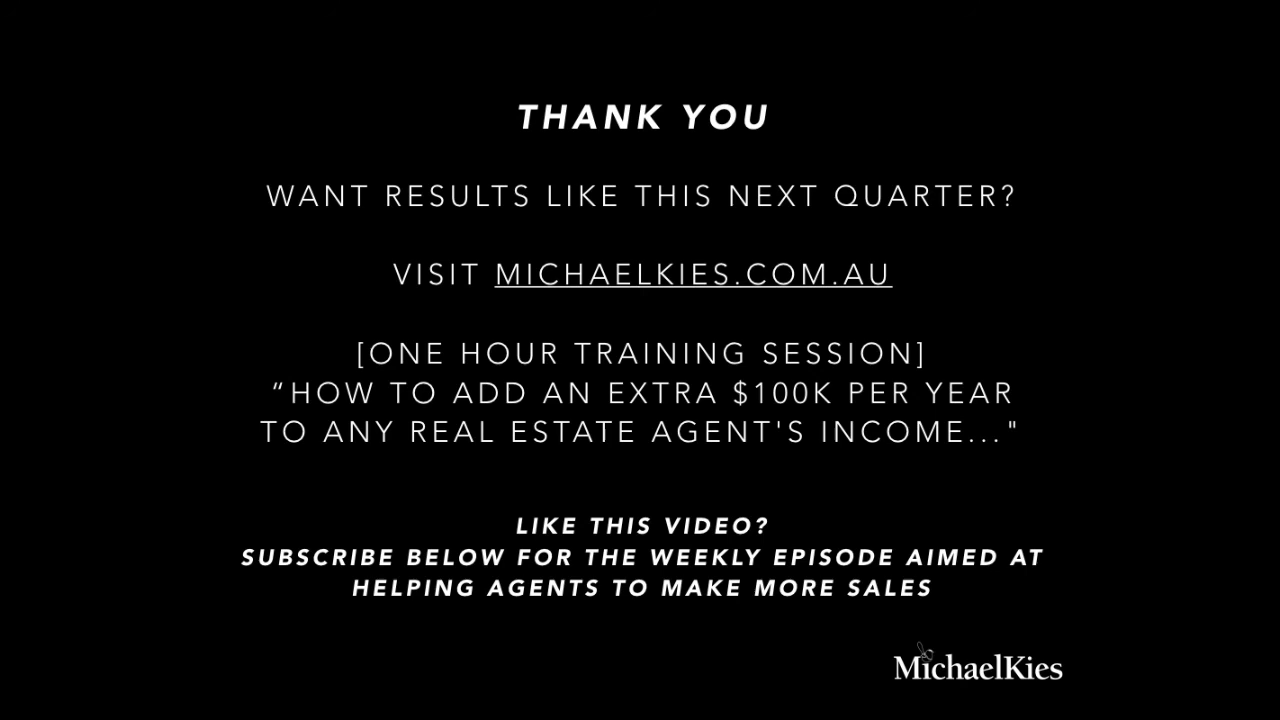 THANK YOU
WANT RESULTS LIKE THIS NEXT QUARTER?
VISIT MICHAELKIES.COM.AU
[ONE HOUR TRAINING SESSION]
“HOW TO ADD AN EXTRA $100K PER YEAR
TO ANY REAL ESTATE AGENT'S INCOME..."
LIKE THIS VIDEO?
SUBSCRIBE BELOW FOR THE WEEKLY EPISODE AIMED AT
HELPING AGENTS TO MAKE MORE SALES
MichaelKies